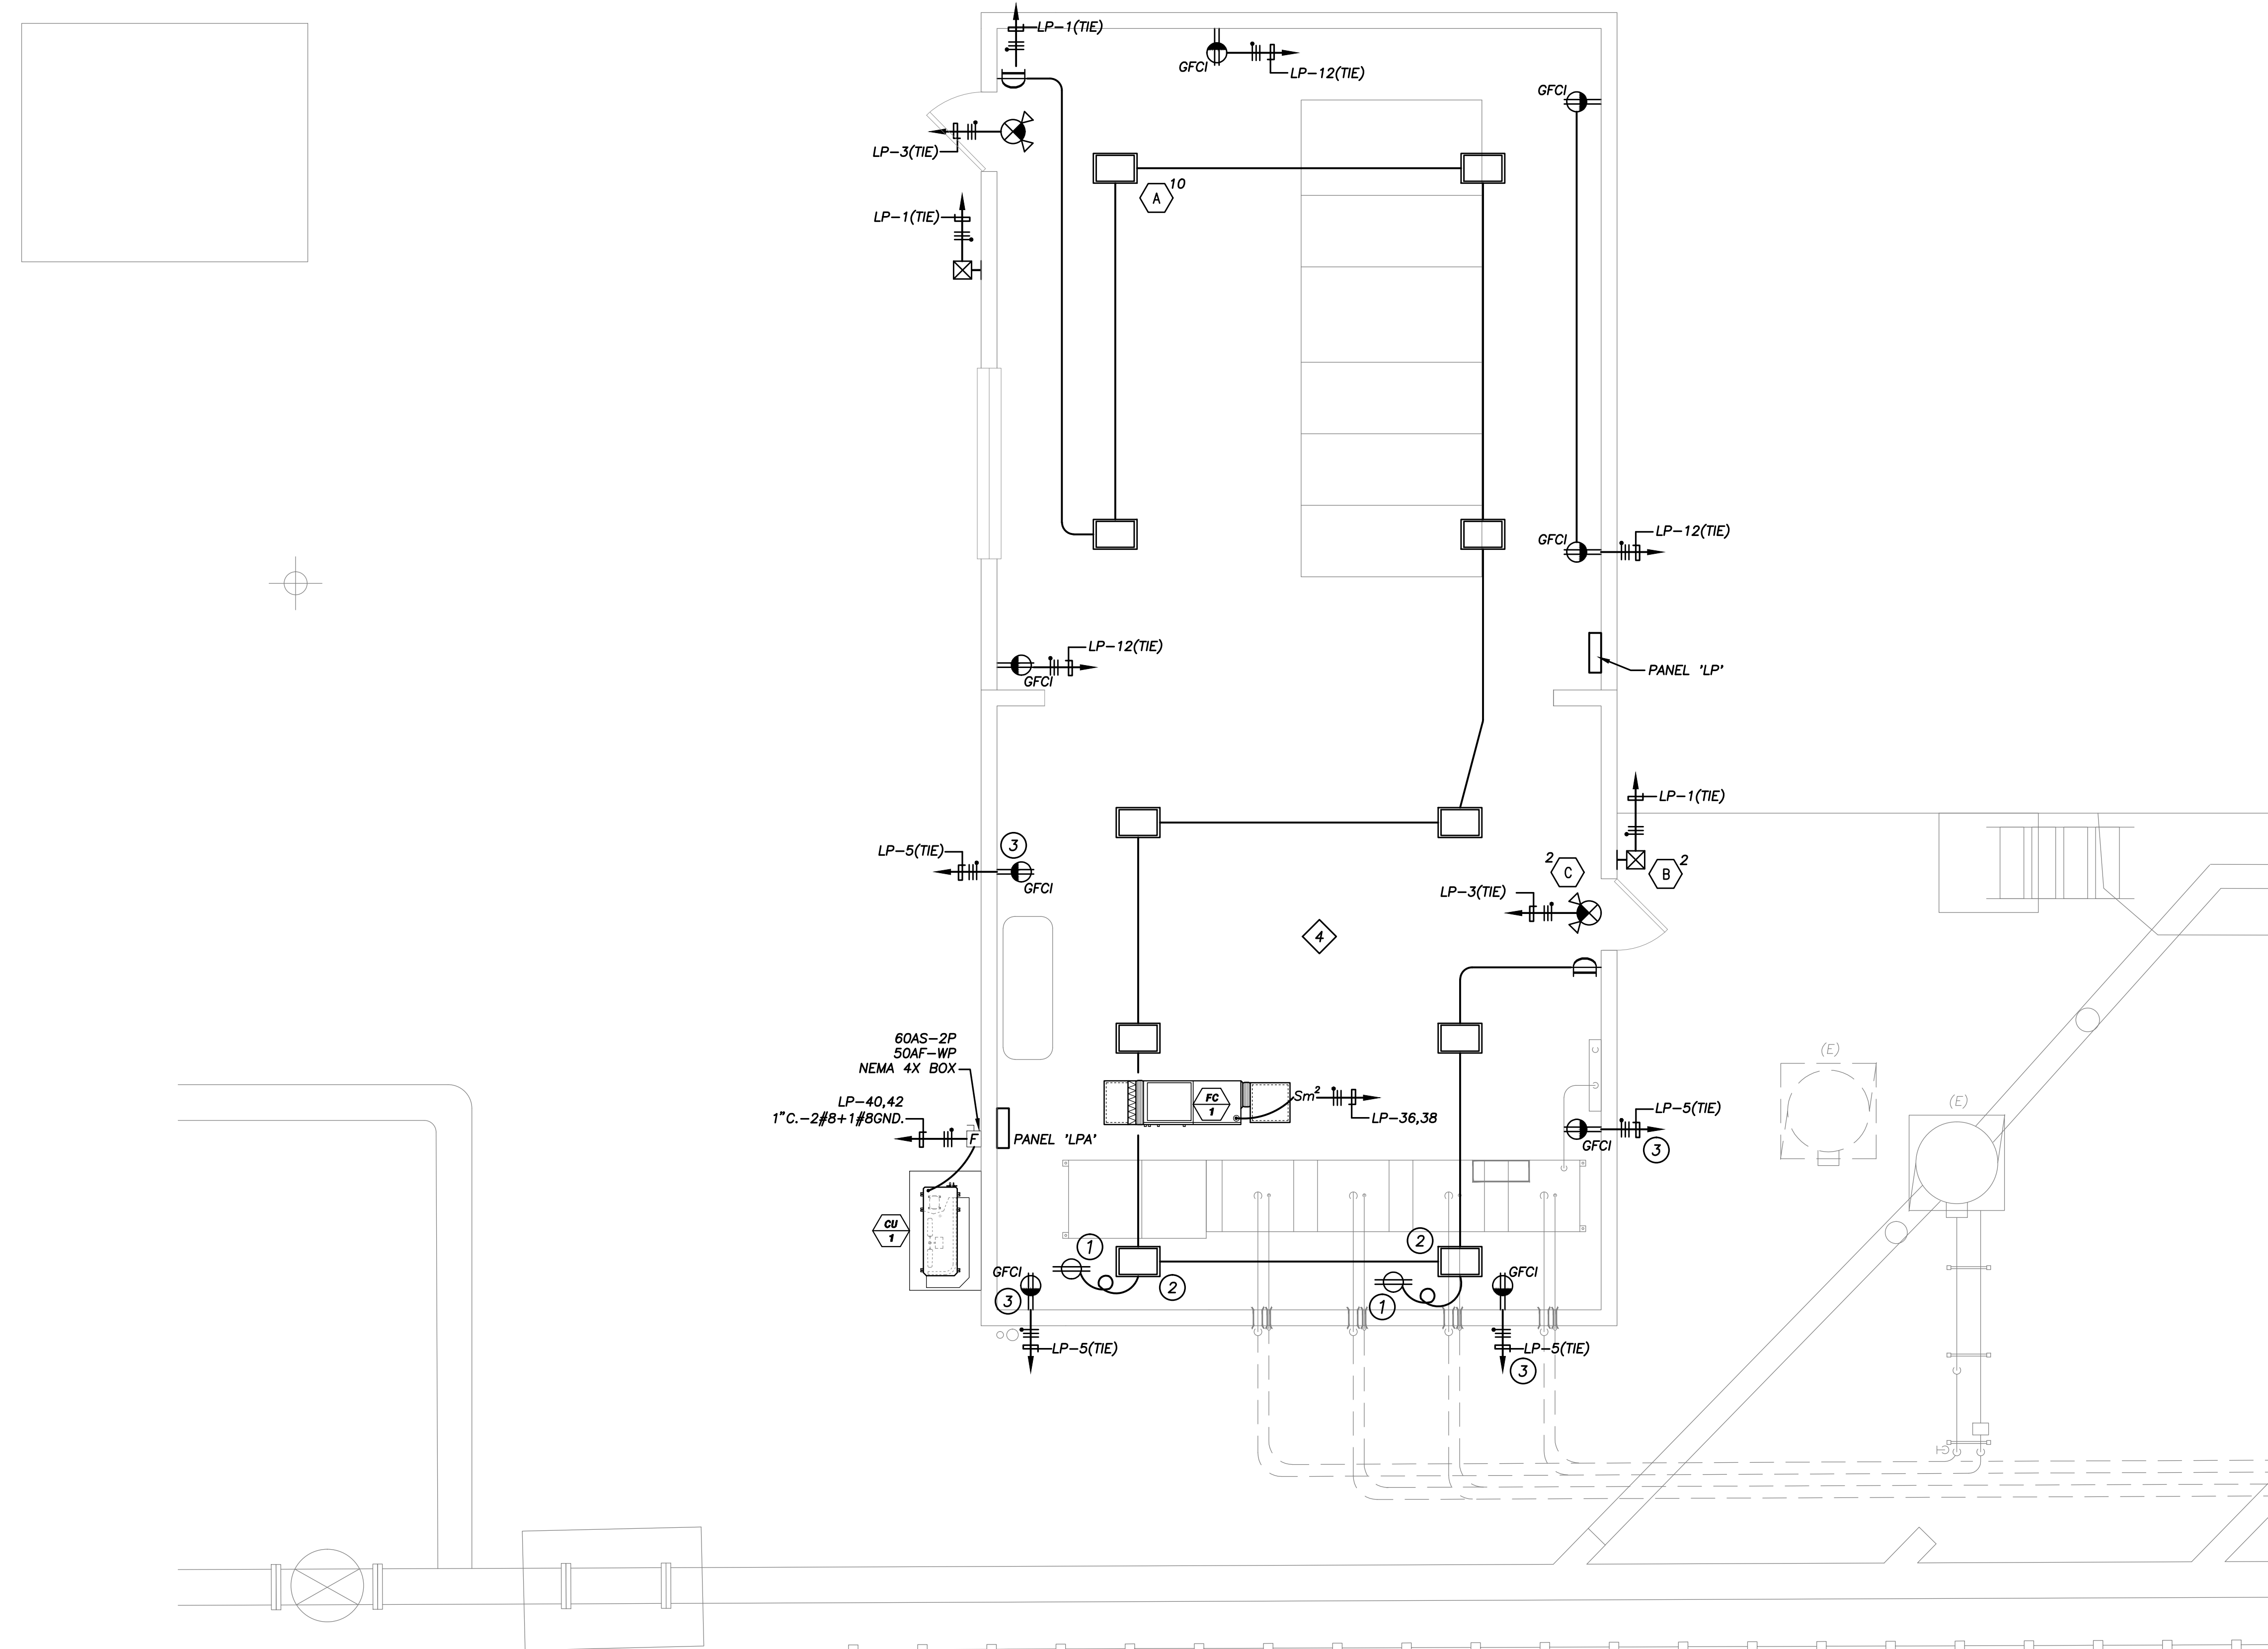 LP-1(TIE)
GFCI
LP-12(TIE)
GFCI
LP-3(TIE)
A
10
LP-1(TIE)
GFCI
LP-12(TIE)
LP-12(TIE)
GFCI
PANEL 'LP'
LP-1(TIE)
LP-5(TIE)
3
GFCI
2
C
B
2
LP-3(TIE)
4
60AS-2P
50AF-WP
NEMA 4X BOX
LP-40,42
1"C.-2#8+1#8GND.
F
PANEL 'LPA'
FC
1
Sm2
LP-36,38
LP-5(TIE)
GFCI
3
(E)
(E)
CU
1
1
2
2
1
GFCI
3
GFCI
LP-5(TIE)
LP-5(TIE)
3